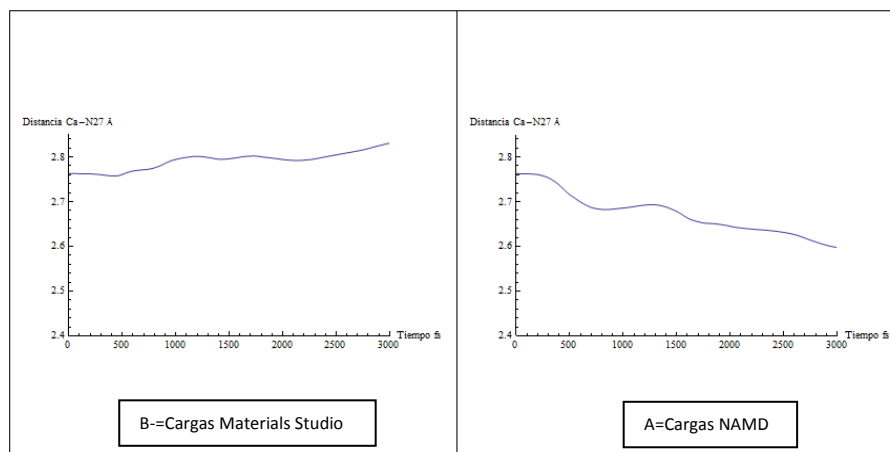 Distancia Ca-N27 Å
2.8
2.7
2.6
2.5
2.4
0 500 1000 1500 2000 2500 3000
Tiempo fs
B-=Cargas Materials Studio
Distancia Ca-N27 Å
2.8
2.7
2.6
2.5
2.4
0 500 1000 1500 2000 2500 3000
Tiempo fs
A=Cargas NAMD